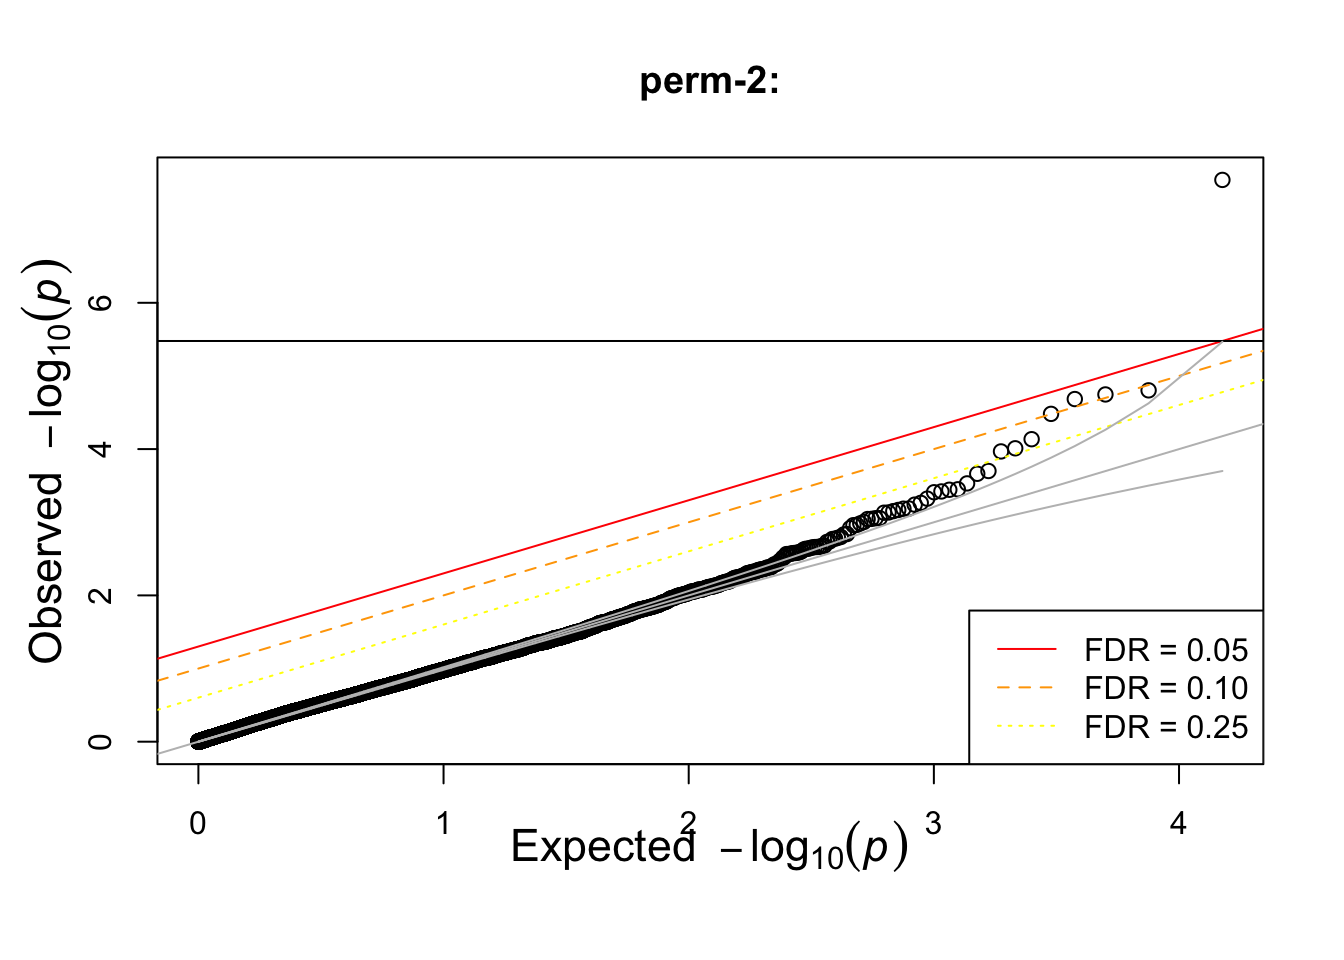 perm-2:
Observed −log10(p)
6
4
2
0
FDR = 0.05
FDR = 0.10
FDR = 0.25
0 1 2 3 4
Expected −log10(p)